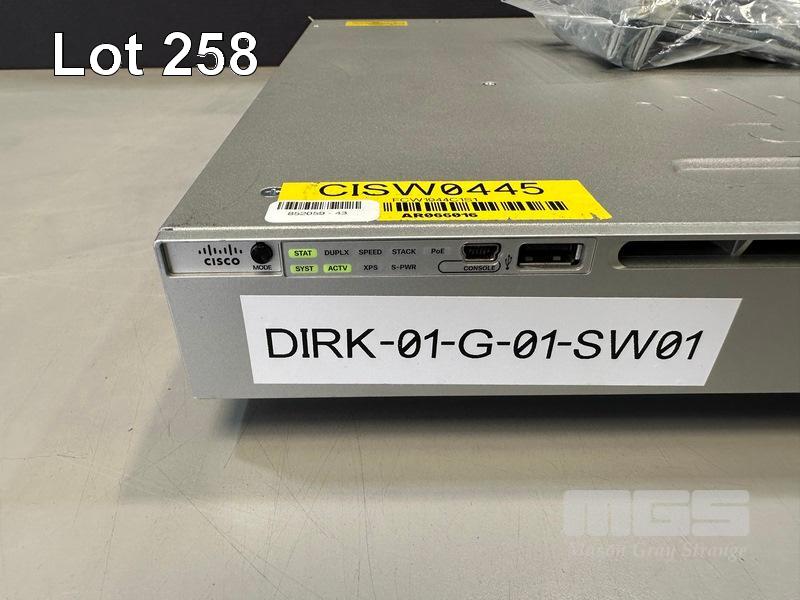 Lot 258
CISW0445
FCW1944C1S1
852059 - 43
AR066016
CISCO
MODE
STAT DUPLX SPEED STACK PoE
SYST ACTV XPS S-PWR
CONSOLE
DIRK-01-G-01-SW01
MGS
Mason Gray Strange